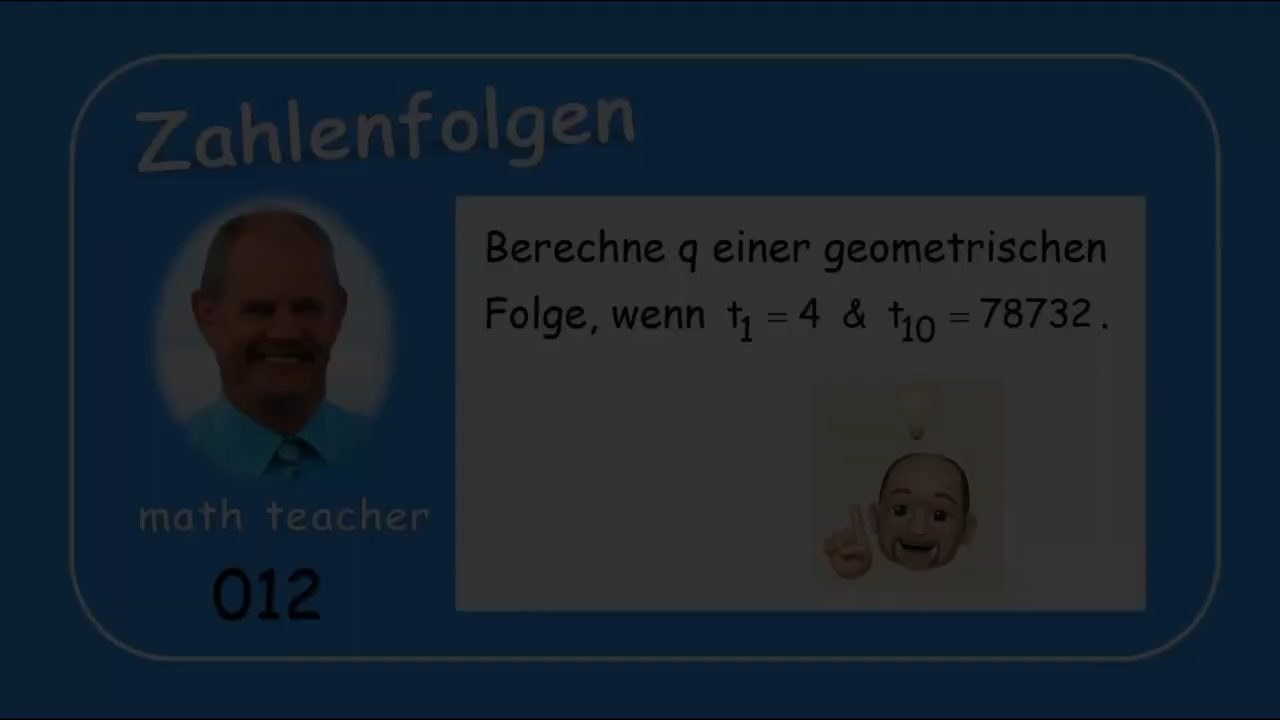 Zahlenfolgen
Berechne q einer geometrischen
Folge, wenn t₁ = 4 & t₁₀ = 78732 .
math teacher
012